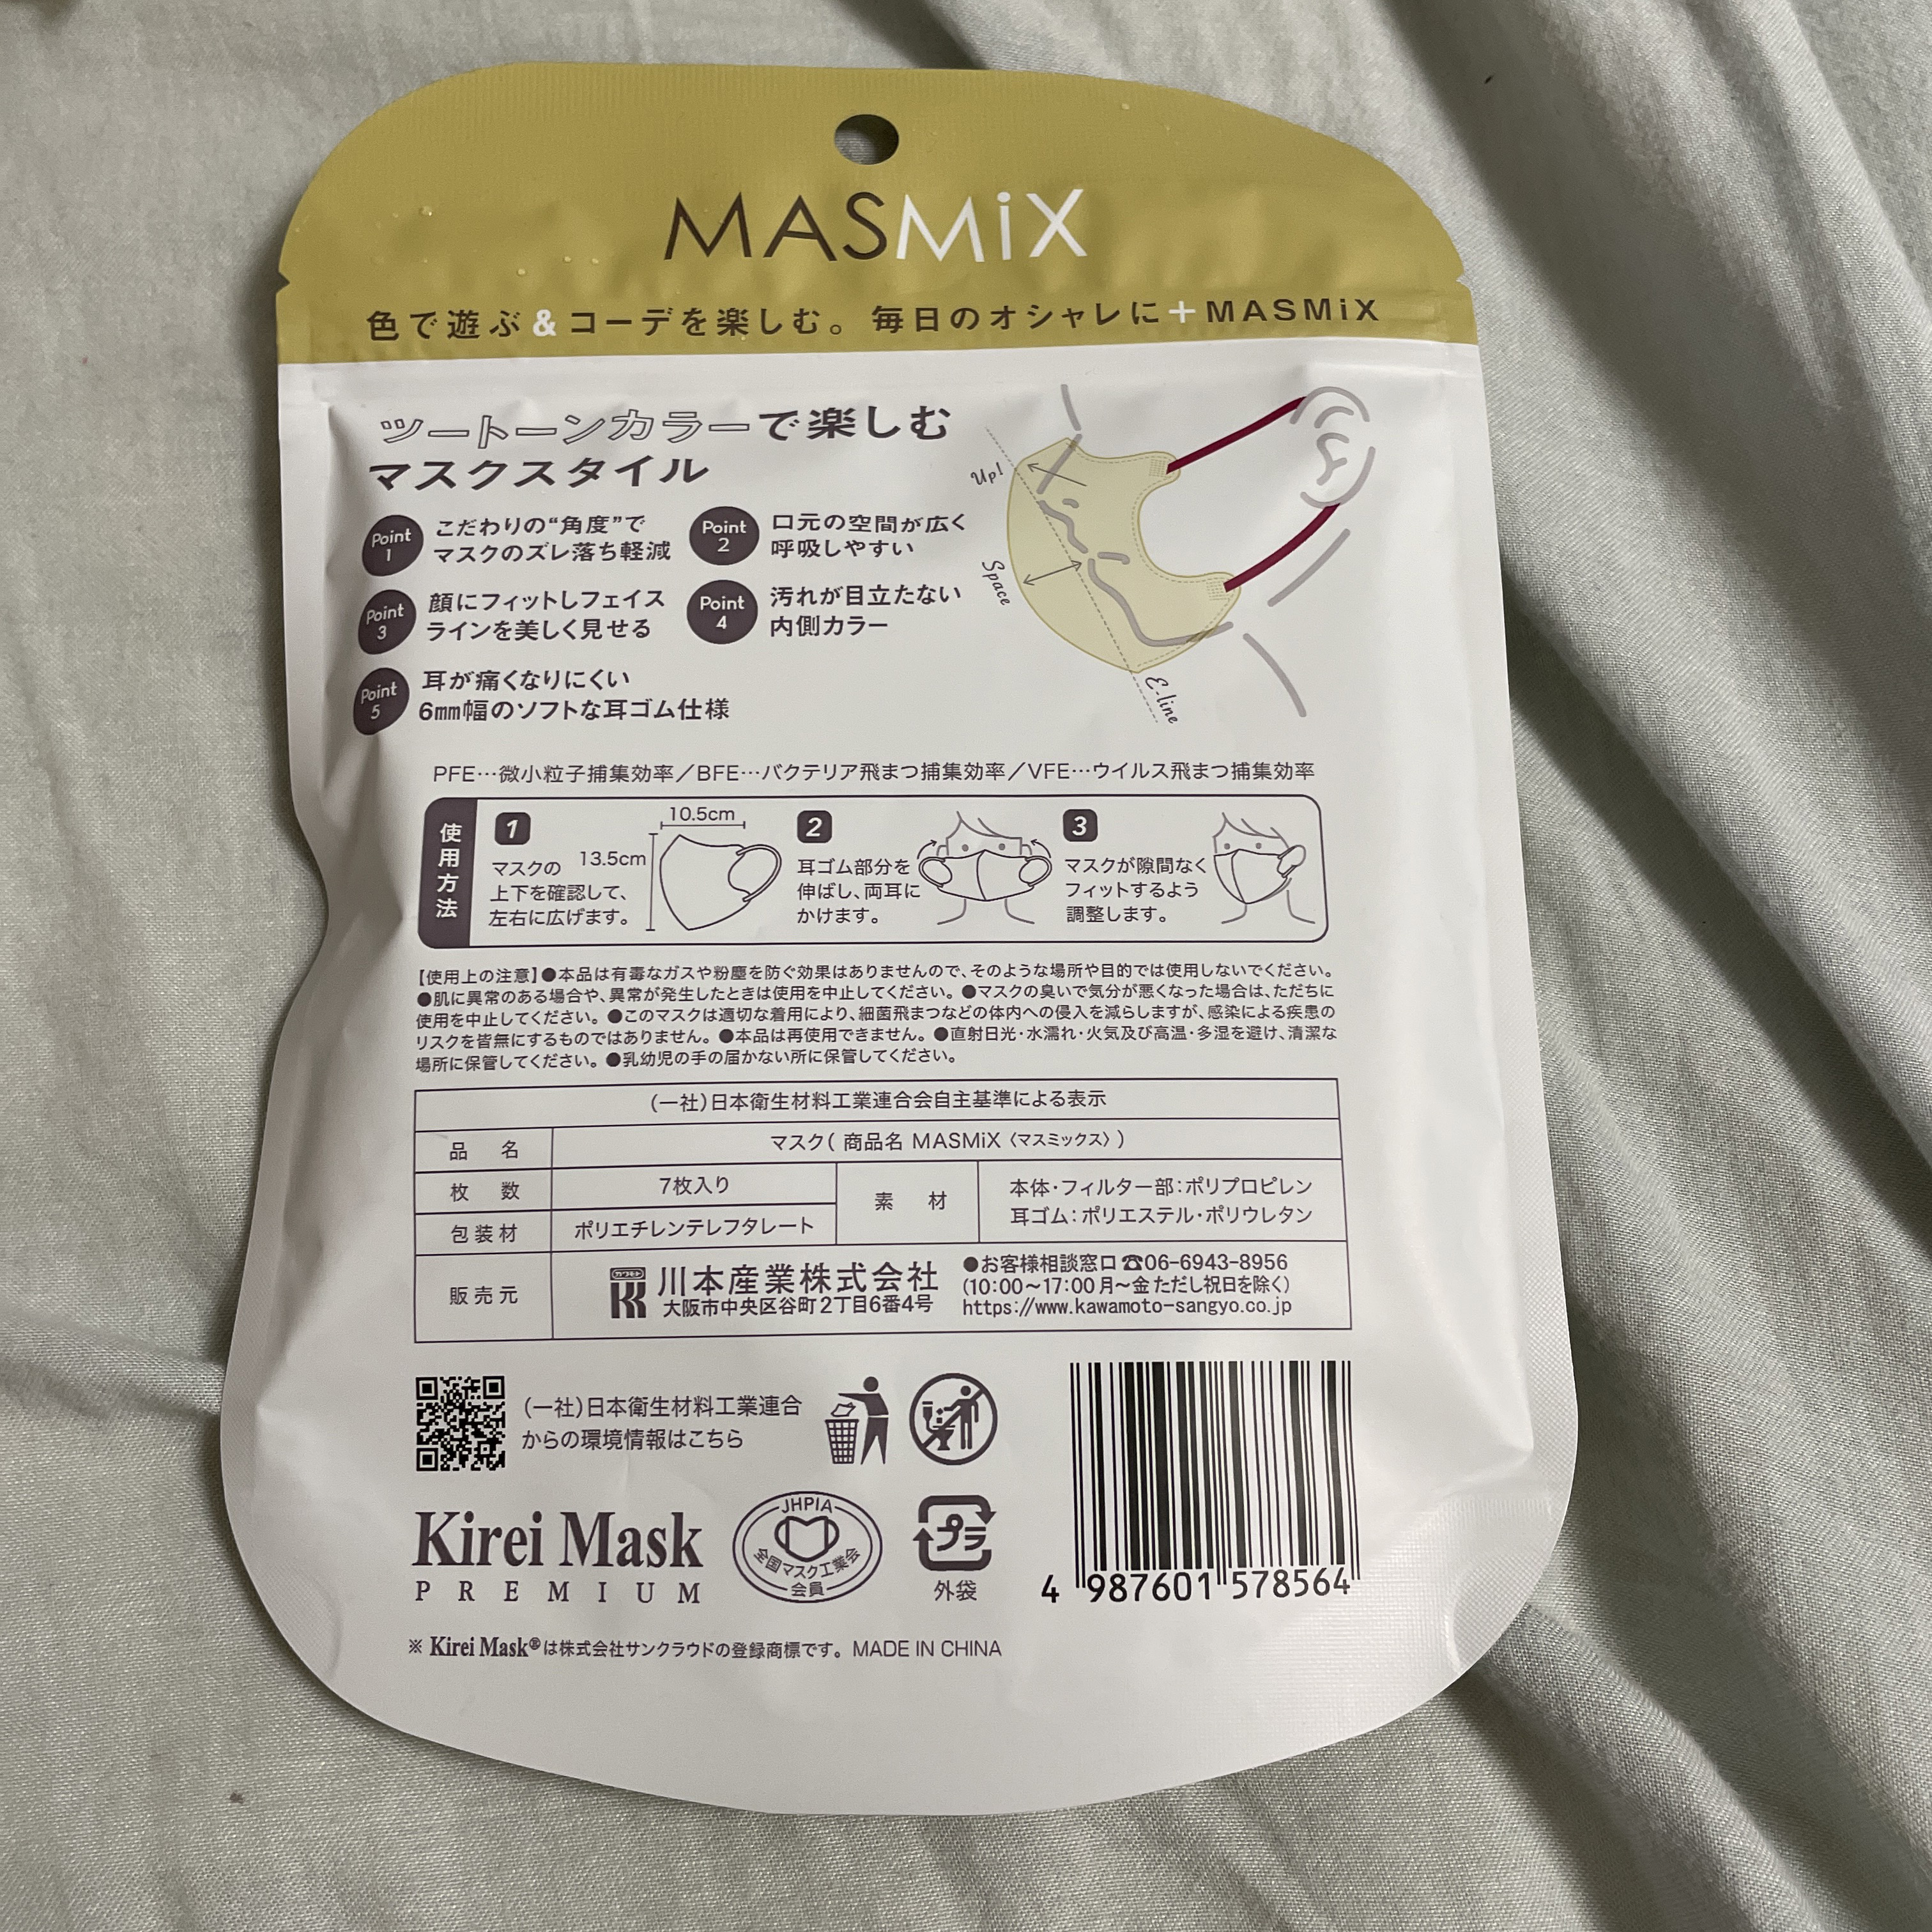 MASMiX
色で遊ぶ&コーデを楽しむ。毎日のオシャレに+MASMiX
ツートーンカラーで楽しむ
マスクスタイル
Point 1
こだわりの“角度”で
マスクのズレ落ち軽減
Point 2
口元の空間が広く
呼吸しやすい
Point 3
顔にフィットしフェイス
ラインを美しく見せる
Point 4
汚れが目立たない
内側カラー
Point 5
耳が痛くなりにくい
6mm幅のソフトな耳ゴム仕様
Up!
Space
E-line
PFE…微小粒子捕集効率/BFE…バクテリア飛まつ捕集効率/VFE…ウイルス飛まつ捕集効率
使用方法
1
マスクの
上下を確認して、
左右に広げます。
10.5cm
13.5cm
2
耳ゴム部分を
伸ばし、両耳に
かけます。
3
マスクが隙間なく
フィットするよう
調整します。
【使用上の注意】●本品は有毒なガスや粉塵を防ぐ効果はありませんので、そのような場所や目的では使用しないでください。
●肌に異常のある場合や、異常が発生したときは使用を中止してください。●マスクの臭いで気分が悪くなった場合は、ただちに
使用を中止してください。●このマスクは適切な着用により、細菌飛まつなどの体内への侵入を減らしますが、感染による疾患の
リスクを皆無にするものではありません。●本品は再使用できません。●直射日光・水濡れ・火気及び高温・多湿を避け、清潔な
場所に保管してください。●乳幼児の手の届かない所に保管してください。
(一社)日本衛生材料工業連合会自主基準による表示
品名 マスク(商品名 MASMiX〈マスミックス〉)
枚数 7枚入り
包装材 ポリエチレンテレフタレート
素材 本体・フィルター部:ポリプロピレン
耳ゴム:ポリエステル・ポリウレタン
販売元
カワモト
川本産業株式会社
大阪市中央区谷町2丁目6番4号
●お客様相談窓口☎06-6943-8956
(10:00~17:00 月~金 ただし祝日を除く)
https://www.kawamoto-sangyo.co.jp
(一社)日本衛生材料工業連合
からの環境情報はこちら
Kirei Mask
PREMIUM
JHPIA
全国マスク工業会
会員
プラ
外袋
4 987601 578564
※ Kirei Mask®は株式会社サンクラウドの登録商標です。 MADE IN CHINA